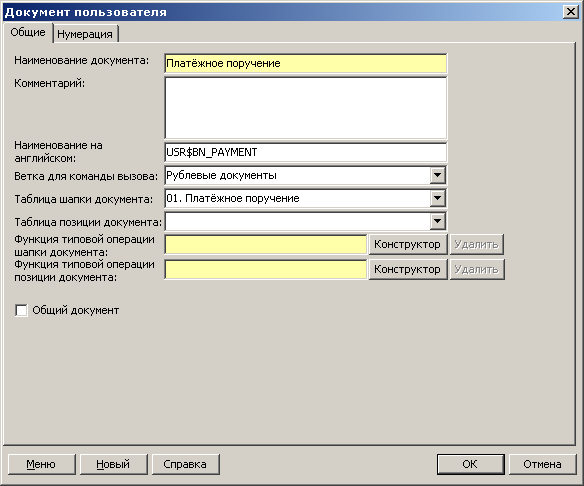 Документ пользователя
Общие Нумерация
Наименование документа: Платёжное поручение
Комментарий:
Наименование на
английском: USR$BN_PAYMENT
Ветка для команды вызова: Рублевые документы
Таблица шапки документа: 01. Платёжное поручение
Таблица позиции документа:
Функция типовой операции
шапки документа: Конструктор Удалить
Функция типовой операции
позиции документа: Конструктор Удалить
Общий документ
Меню Новый Справка OK Отмена